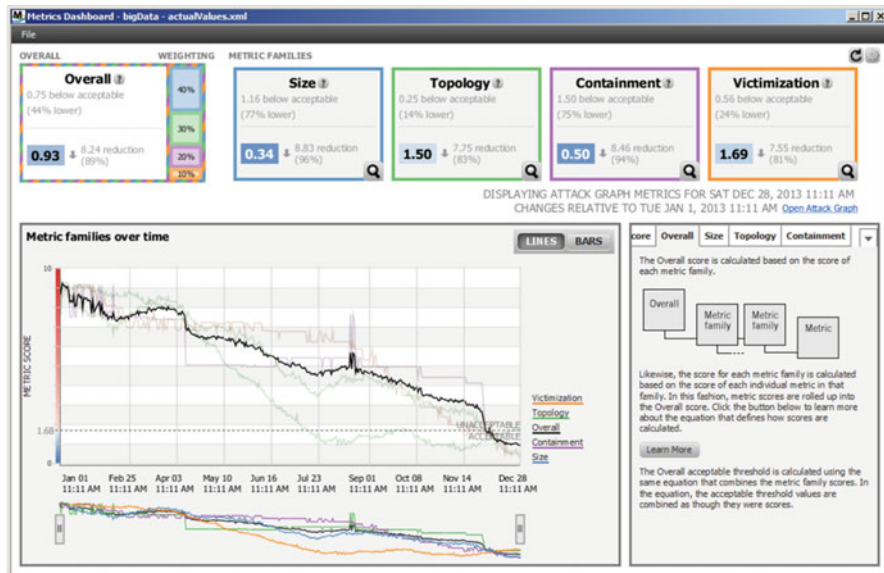 Metrics Dashboard - bigData - actualValues.xml
File
OVERALL
WEIGHTING
METRIC FAMILIES
Overall ?
0.75 below acceptable
(44% lower)
0.93
8.24 reduction
(89%)
40%
30%
20%
10%
Size ?
1.16 below acceptable
(77% lower)
0.34
8.83 reduction
(96%)
Topology ?
0.25 below acceptable
(14% lower)
1.50
7.75 reduction
(83%)
Containment ?
1.50 below acceptable
(75% lower)
0.50
8.46 reduction
(94%)
Victimization ?
0.56 below acceptable
(24% lower)
1.69
7.55 reduction
(81%)
DISPLAYING ATTACK GRAPH METRICS FOR SAT DEC 28, 2013 11:11 AM
CHANGES RELATIVE TO TUE JAN 1, 2013 11:11 AM Open Attack Graph
Metric families over time
LINES
BARS
METRIC SCORE
10
1.68
0
UNACCEPTABLE
ACCEPTABLE
Victimization
Topology
Overall
Containment
Size
Jan 01 Feb 25 Apr 03 May 10 Jun 16 Jul 23 Sep 01 Oct 08 Nov 14 Dec 28
11:11 AM 11:11 AM 11:11 AM 11:11 AM 11:11 AM 11:11 AM 11:11 AM 11:11 AM 11:11 AM 11:11 AM
core Overall Size Topology Containment
The Overall score is calculated based on the score of
each metric family.
Overall
Metric
family
Metric
family
Metric
Likewise, the score for each metric family is calculated
based on the score of each individual metric in that
family. In this fashion, metric scores are rolled up into
the Overall score. Click the button below to learn more
about the equation that defines how scores are
calculated.
Learn More
The Overall acceptable threshold is calculated using the
same equation that combines the metric family scores. In
the equation, the acceptable threshold values are
combined as though they were scores.